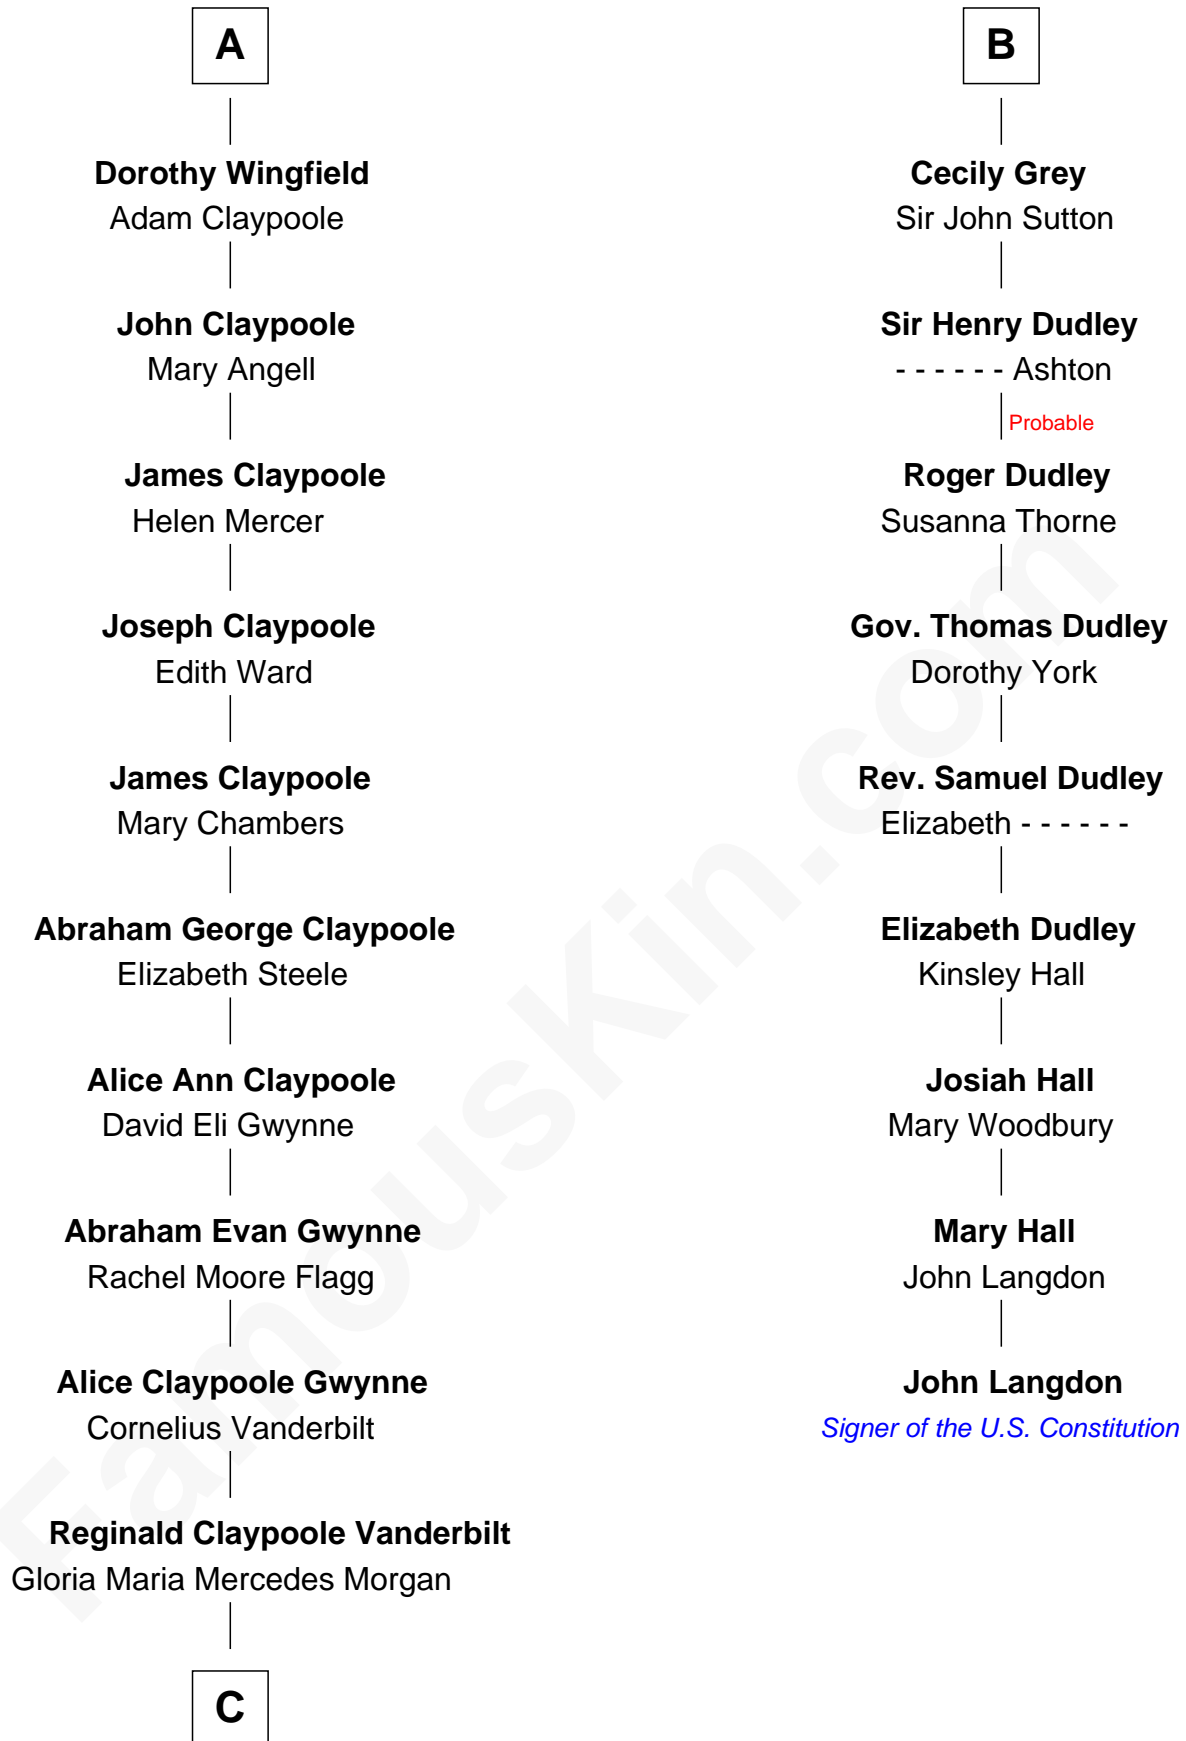 A
Dorothy Wingfield
Adam Claypoole
John Claypoole
Mary Angell
James Claypoole
Helen Mercer
Joseph Claypoole
Edith Ward
James Claypoole
Mary Chambers
Abraham George Claypoole
Elizabeth Steele
Alice Ann Claypoole
David Eli Gwynne
Abraham Evan Gwynne
Rachel Moore Flagg
Alice Claypoole Gwynne
Cornelius Vanderbilt
Reginald Claypoole Vanderbilt
Gloria Maria Mercedes Morgan
C
B
Cecily Grey
Sir John Sutton
Sir Henry Dudley
- - - - - - Ashton
Probable
Roger Dudley
Susanna Thorne
Gov. Thomas Dudley
Dorothy York
Rev. Samuel Dudley
Elizabeth - - - - - -
Elizabeth Dudley
Kinsley Hall
Josiah Hall
Mary Woodbury
Mary Hall
John Langdon
John Langdon
Signer of the U.S. Constitution
FamousKin.com